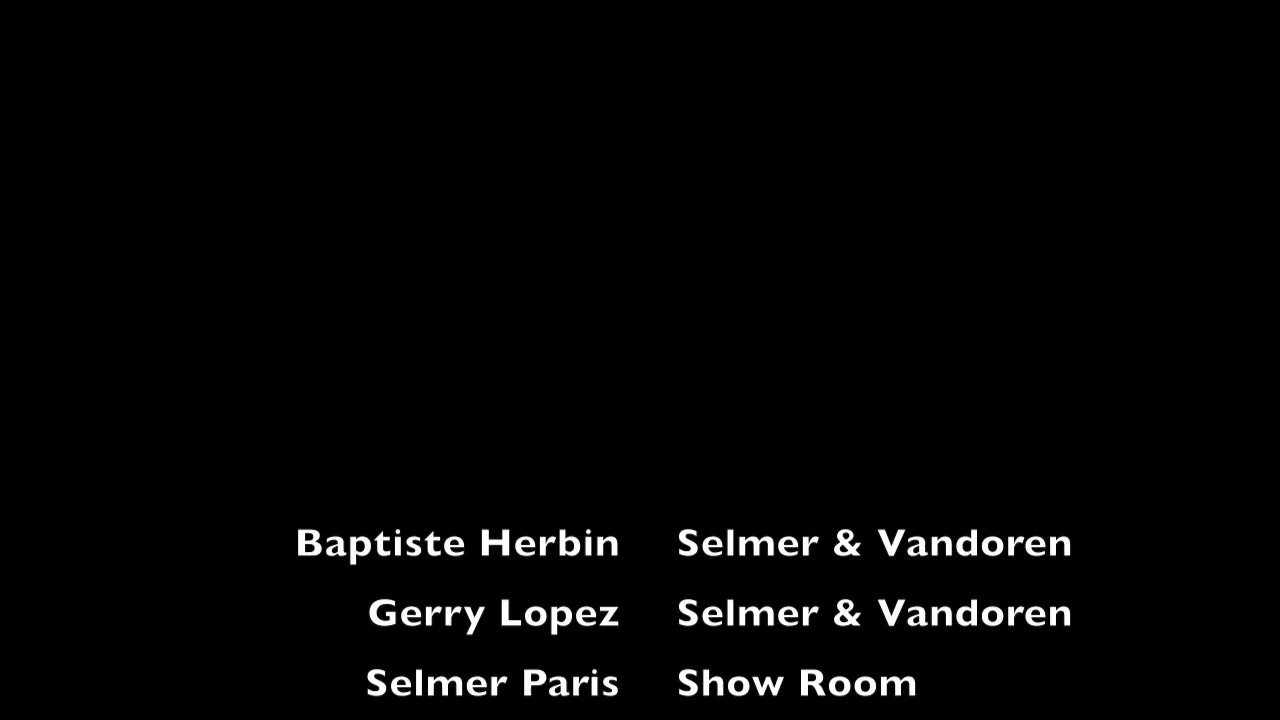 Baptiste Herbin Selmer & Vandoren
Gerry Lopez Selmer & Vandoren
Selmer Paris Show Room